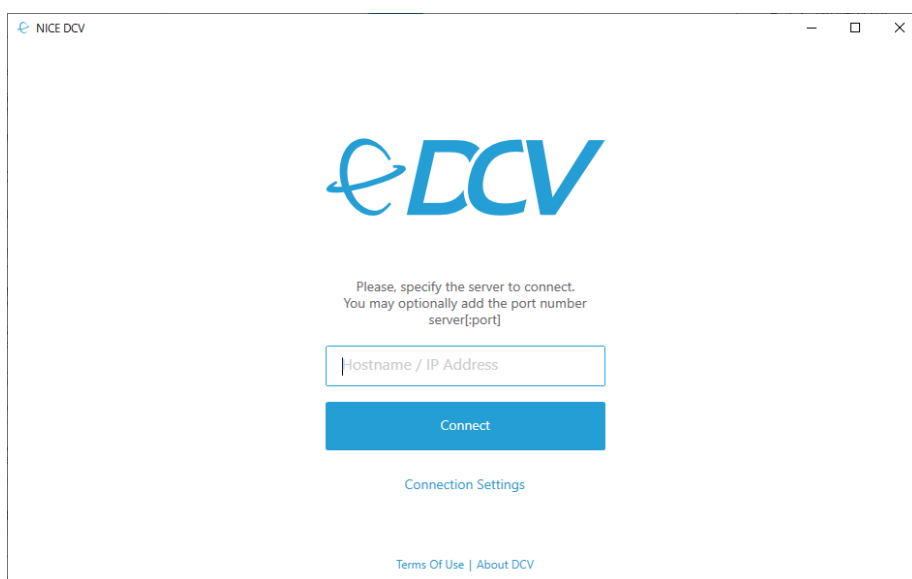 NICE DCV
DCV
Please, specify the server to connect.
You may optionally add the port number
server[:port]
Hostname / IP Address
Connect
Connection Settings
Terms Of Use | About DCV